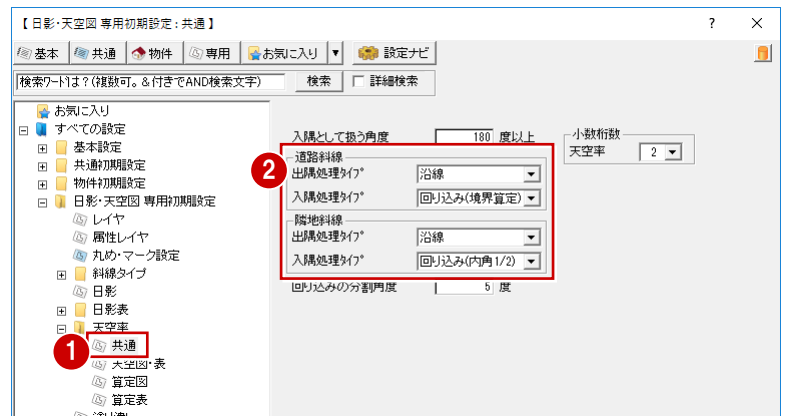 【 日影･天空図 専用初期設定 : 共通 】
? ×
基本 共通 物件 専用 お気に入り ▼ 設定ナビ
検索ワードは？(複数可。＆付きでAND検索文字) 検索 詳細検索
お気に入り
すべての設定
基本設定
共通初期設定
物件初期設定
日影･天空図 専用初期設定
レイヤ
属性レイヤ
丸め･マーク設定
斜線タイプ
日影
日影表
天空率
1 共通
天空図･表
算定図
算定表
入隅として扱う角度 180 度以上
2
道路斜線
出隅処理ﾀｲﾌﾟ 沿線
入隅処理ﾀｲﾌﾟ 回り込み(境界算定)
隣地斜線
出隅処理ﾀｲﾌﾟ 沿線
入隅処理ﾀｲﾌﾟ 回り込み(内角1/2)
回り込みの分割角度 5 度
小数桁数
天空率 2